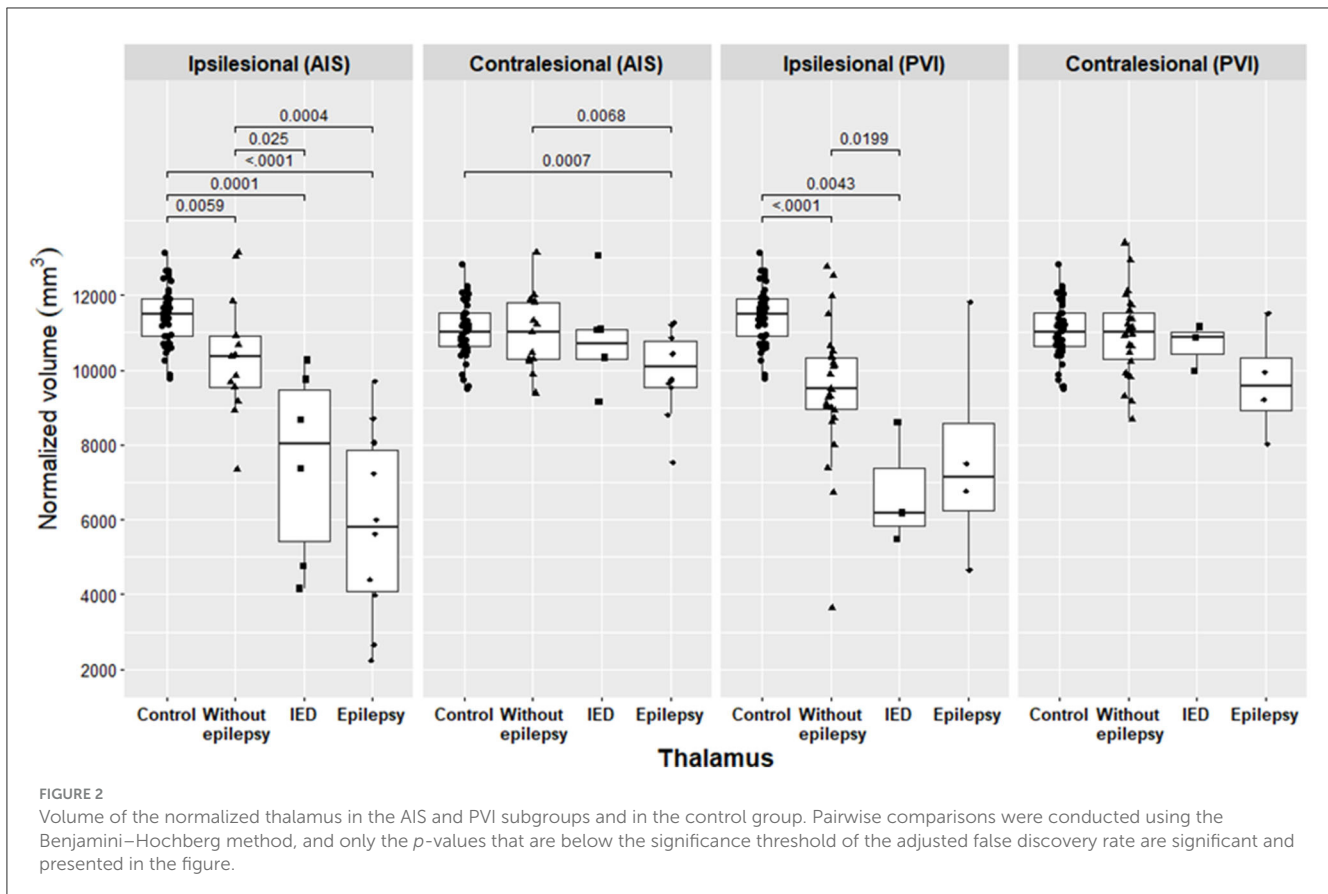 Ipsilesional (AIS)
Contralesional (AIS)
Ipsilesional (PVI)
Contralesional (PVI)
0.0004
0.025
<.0001
0.0001
0.0059
0.0068
0.0007
0.0199
0.0043
<.0001
Normalized volume (mm³)
12000
10000
8000
6000
4000
2000
Control Without epilepsy IED Epilepsy
Control Without epilepsy IED Epilepsy
Control Without epilepsy IED Epilepsy
Control Without epilepsy IED Epilepsy
Thalamus
FIGURE 2
Volume of the normalized thalamus in the AIS and PVI subgroups and in the control group. Pairwise comparisons were conducted using the
Benjamini–Hochberg method, and only the p-values that are below the significance threshold of the adjusted false discovery rate are significant and
presented in the figure.